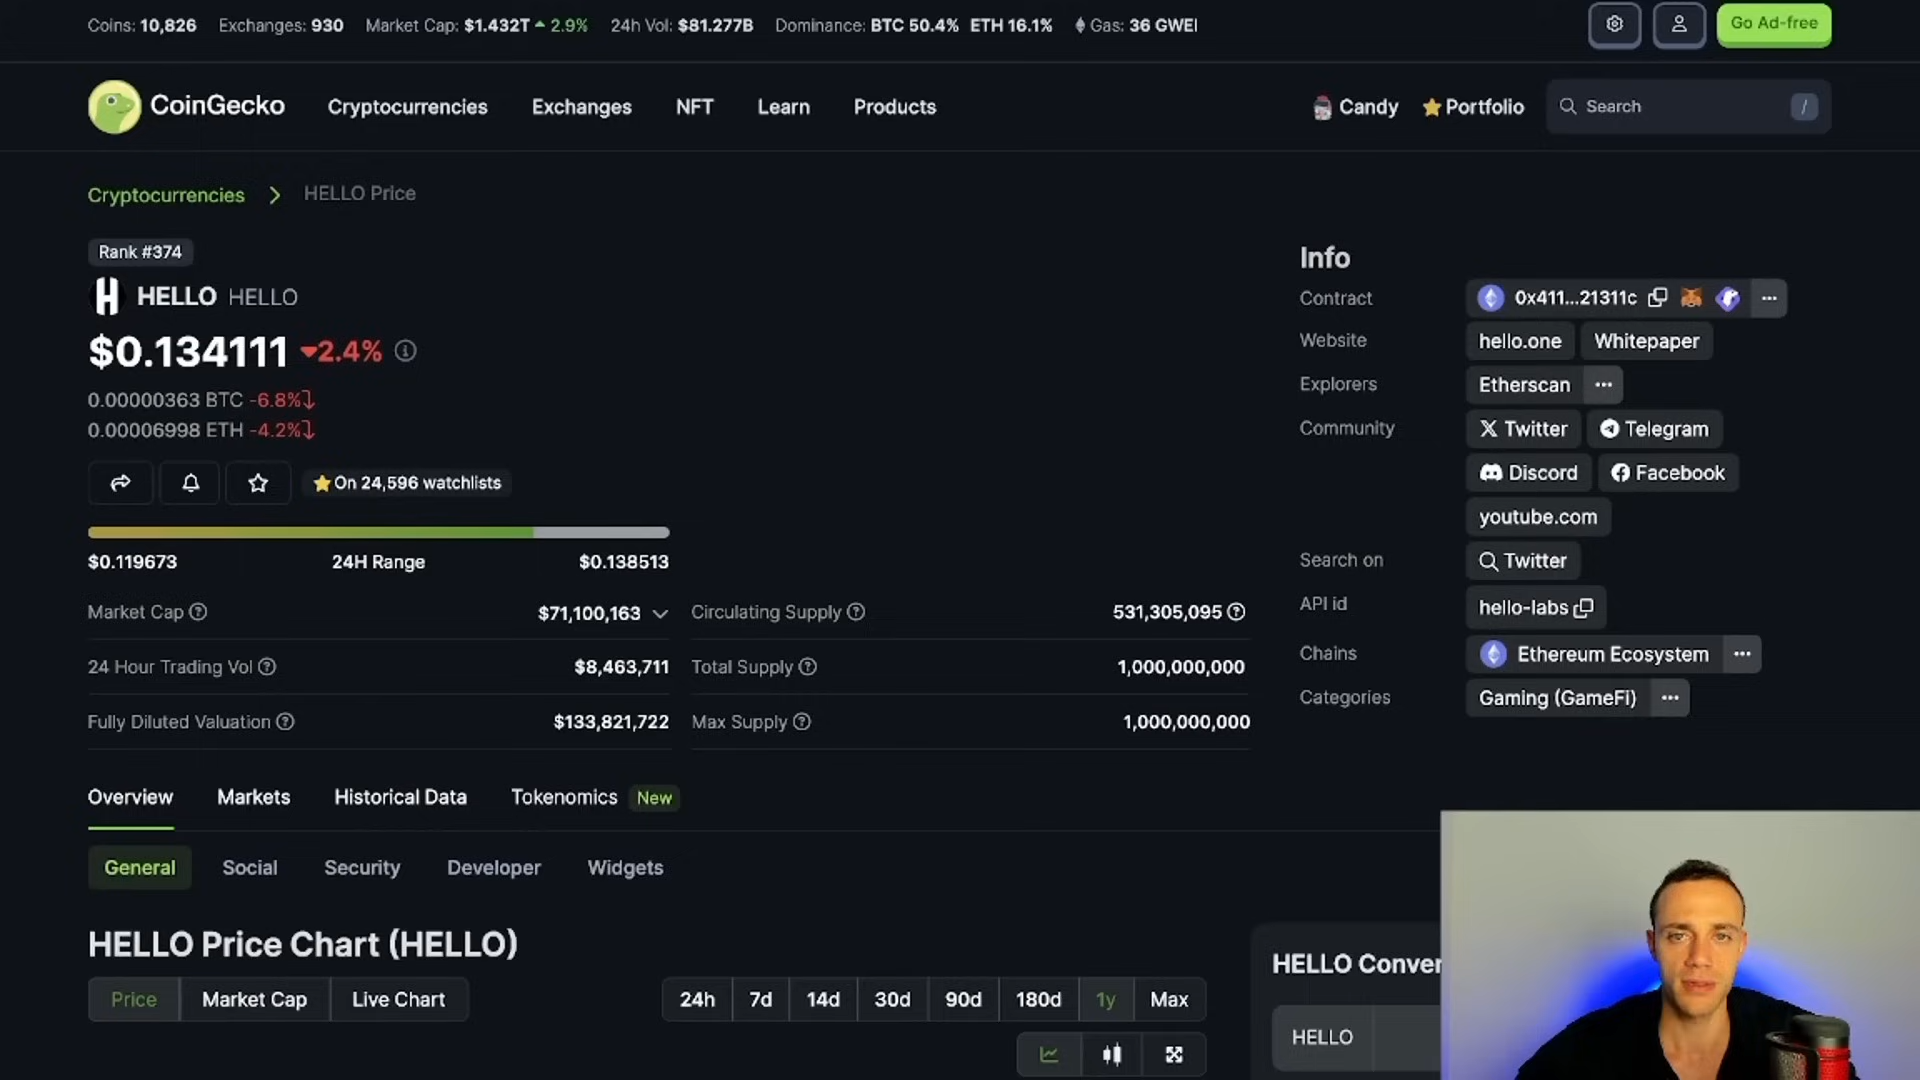 Coins: 10,826 Exchanges: 930 Market Cap: $1.432T 2.9% 24h Vol: $81.277B Dominance: BTC 50.4% ETH 16.1% Gas: 36 GWEI
Go Ad-free
CoinGecko Cryptocurrencies Exchanges NFT Learn Products Candy Portfolio Search /
Cryptocurrencies HELLO Price
Rank #374
HELLO HELLO
$0.134111 2.4%
0.00000363 BTC -6.8%
0.00006998 ETH -4.2%
On 24,596 watchlists
$0.119673 24H Range $0.138513
Market Cap $71,100,163
Circulating Supply 531,305,095
24 Hour Trading Vol $8,463,711
Total Supply 1,000,000,000
Fully Diluted Valuation $133,821,722
Max Supply 1,000,000,000
Info
Contract 0x411...21311c
Website hello.one Whitepaper
Explorers Etherscan
Community Twitter Telegram
Discord Facebook
youtube.com
Search on Twitter
API id hello-labs
Chains Ethereum Ecosystem
Categories Gaming (GameFi)
Overview Markets Historical Data Tokenomics New
General Social Security Developer Widgets
HELLO Price Chart (HELLO)
Price Market Cap Live Chart
24h 7d 14d 30d 90d 180d 1y Max
HELLO Conver
HELLO